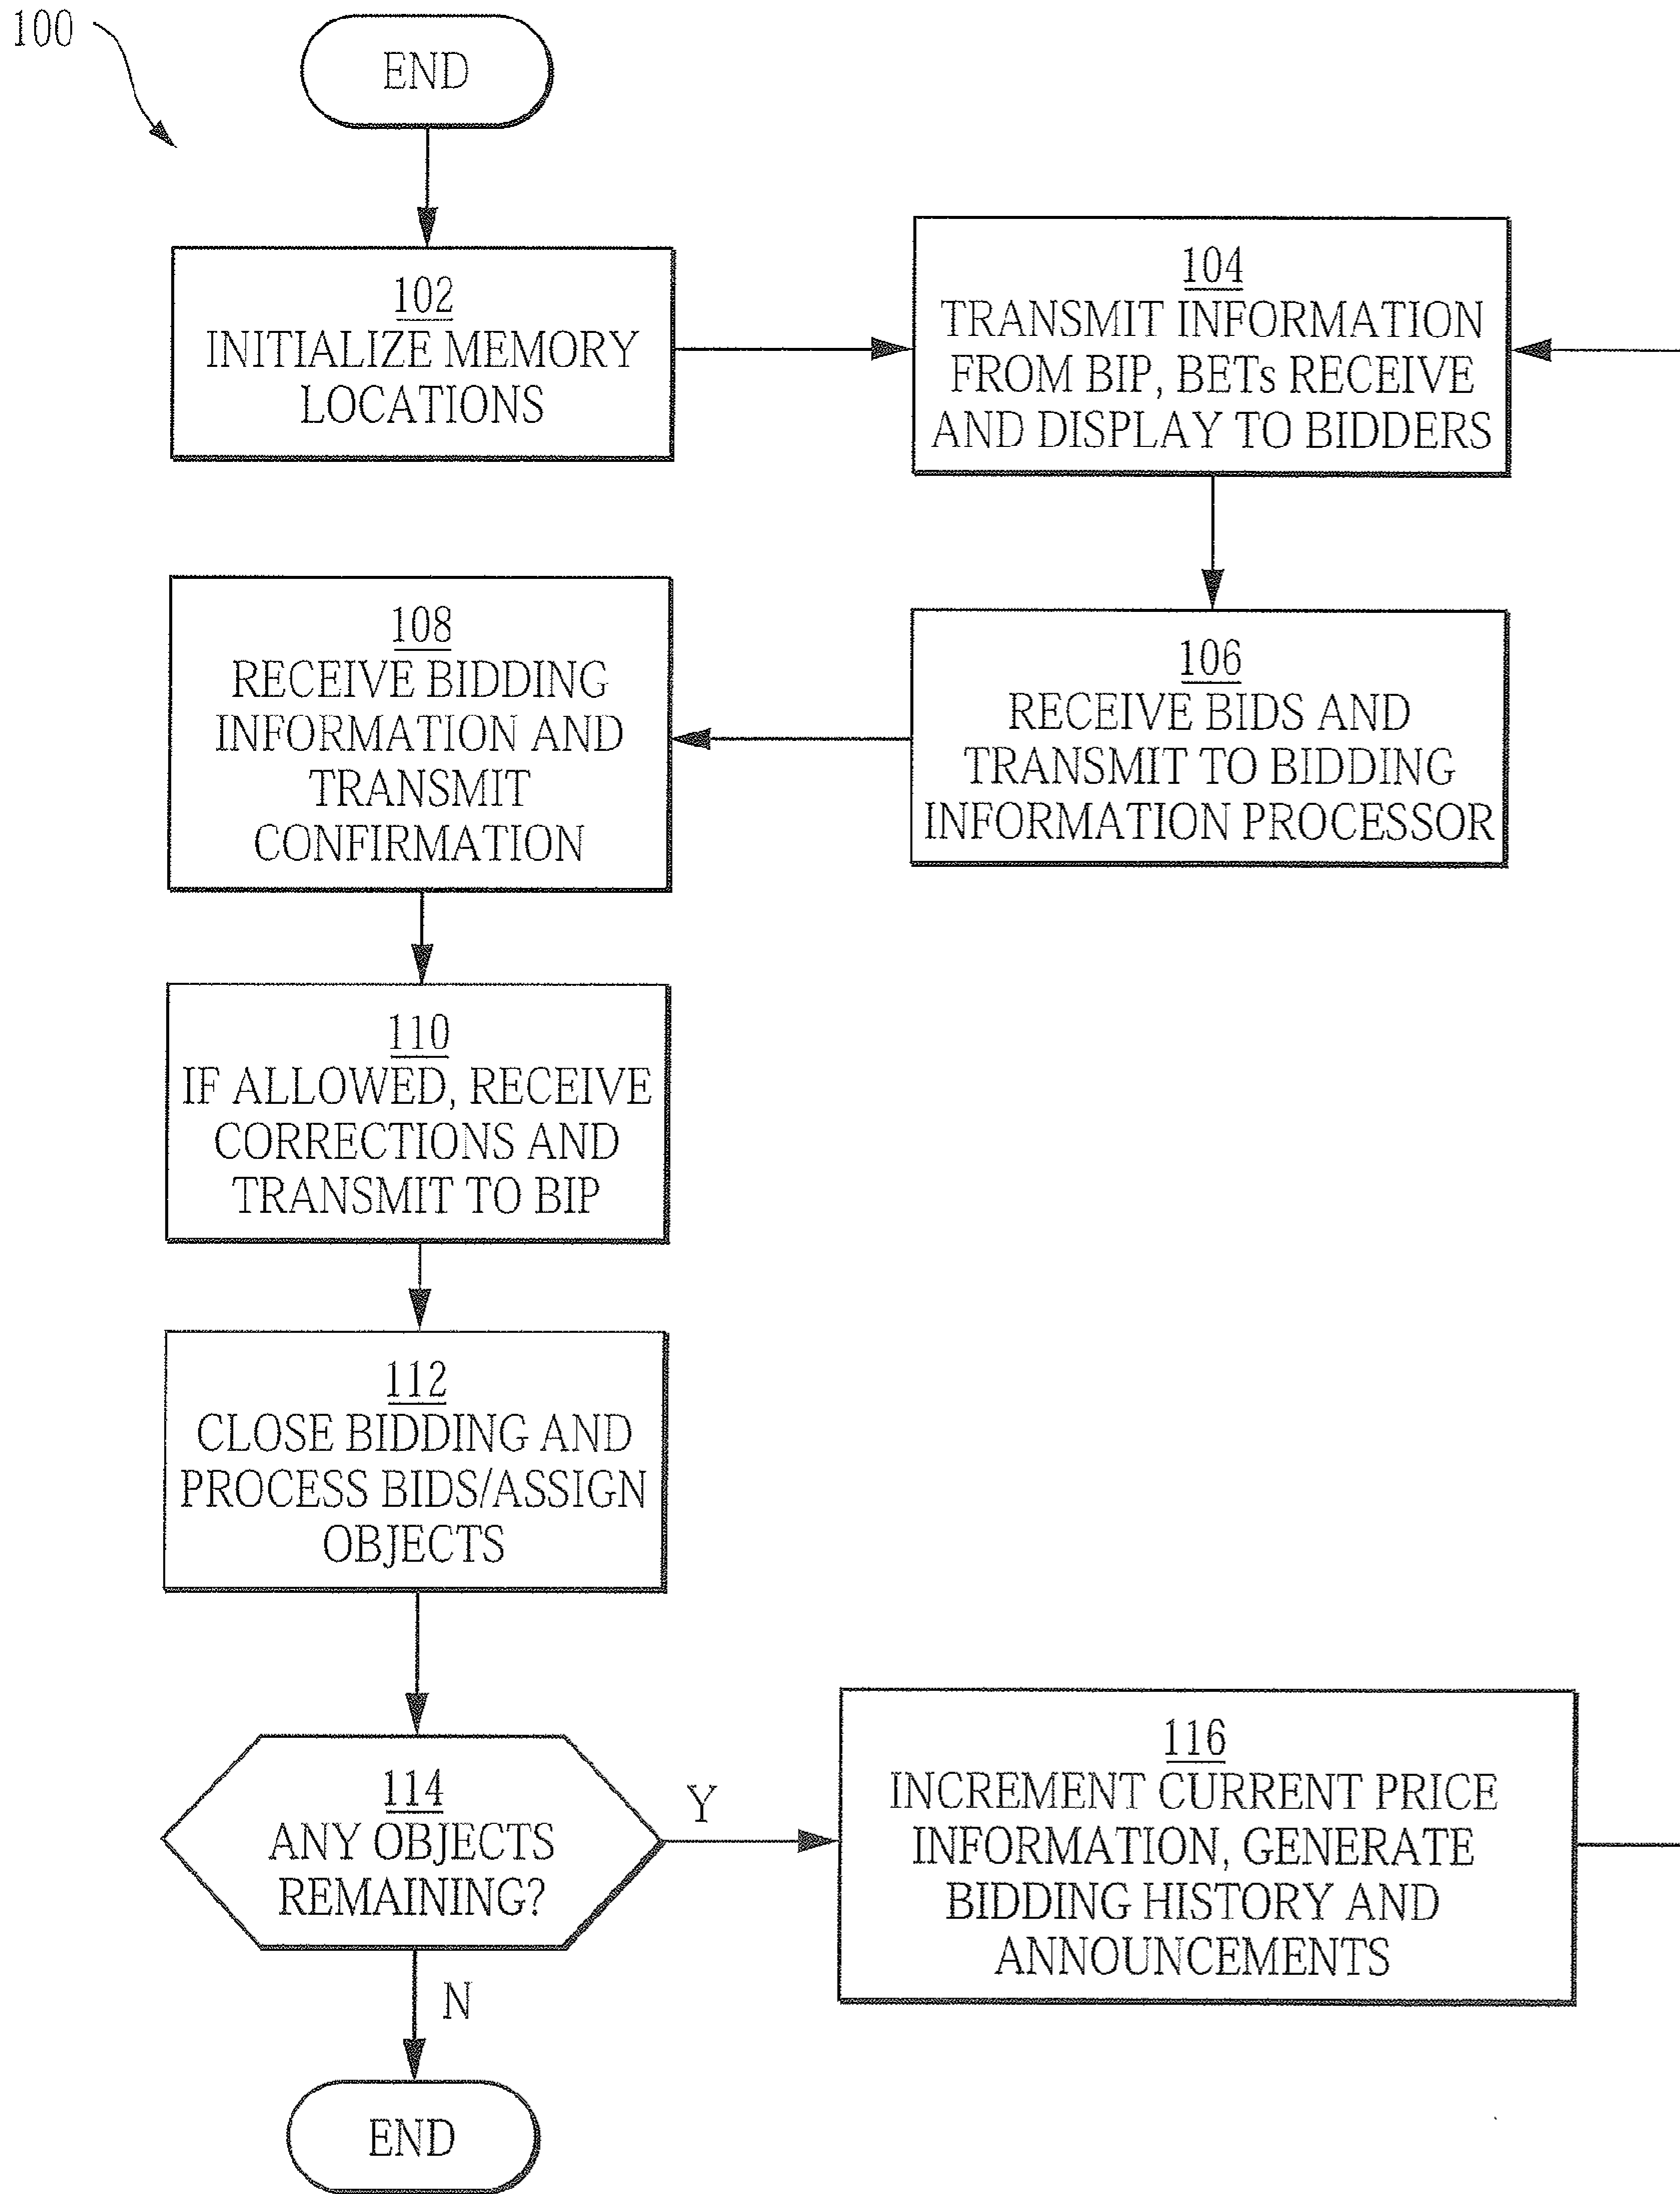 100
END
102
INITIALIZE MEMORY
LOCATIONS
104
TRANSMIT INFORMATION
FROM BIP, BETs RECEIVE
AND DISPLAY TO BIDDERS
106
RECEIVE BIDS AND
TRANSMIT TO BIDDING
INFORMATION PROCESSOR
108
RECEIVE BIDDING
INFORMATION AND
TRANSMIT
CONFIRMATION
110
IF ALLOWED, RECEIVE
CORRECTIONS AND
TRANSMIT TO BIP
112
CLOSE BIDDING AND
PROCESS BIDS/ASSIGN
OBJECTS
114
ANY OBJECTS
REMAINING?
Y
116
INCREMENT CURRENT PRICE
INFORMATION, GENERATE
BIDDING HISTORY AND
ANNOUNCEMENTS
N
END